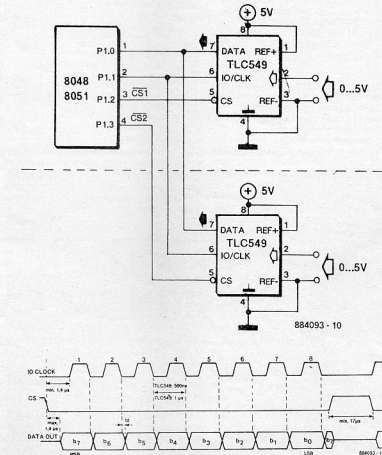 5V
8
7 DATA REF+ 1
TLC549
P1.0 1
8048
8051
P1.1 2
6 IO/CLK
2
0...5V
P1.2 3 CS1
5 CS
REF- 3
P1.3 4 CS2
4
5V
8
7 DATA REF+ 1
TLC549
6 IO/CLK
2
0...5V
5 CS
REF- 3
4
884093 - 10
1 2 3 4 5 6 7 8
IO CLOCK
min. 1,4 µs
TLC548: 500ns
TLC549: 1 µs
CS
max. 1,4 µs
min. 17µs
DATA OUT
b7 b6 b5 b4 b3 b2 b1 b0 b7
MSB LSB